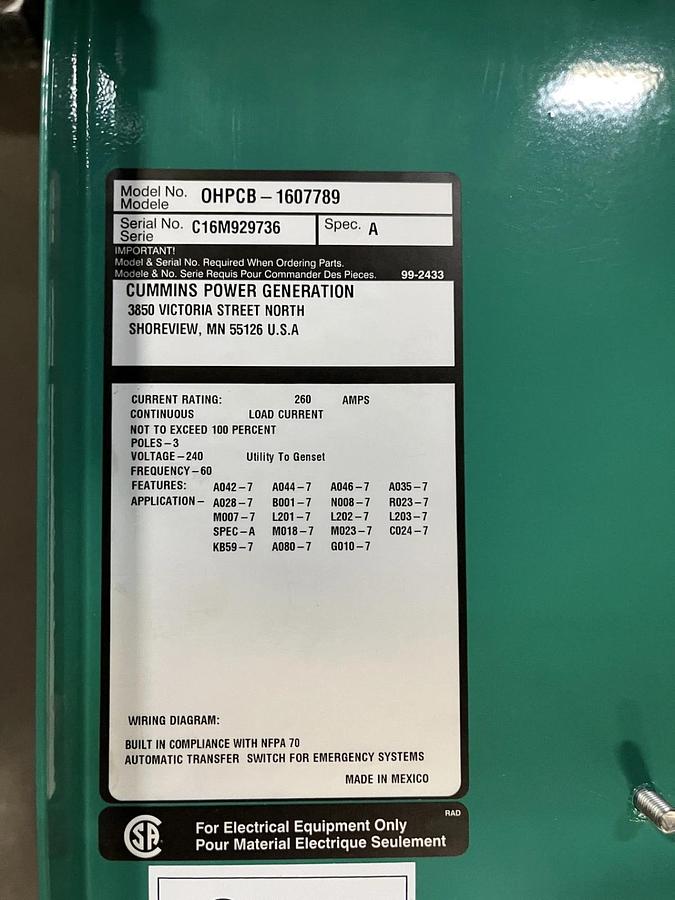 Model No. OHPCB-1607789
Modele
Serial No. C16M929736 Spec. A
Serie
IMPORTANT!
Model & Serial No. Required When Ordering Parts.
Modele & No. Serie Requis Pour Commander Des Pieces. 99-2433
CUMMINS POWER GENERATION
3850 VICTORIA STREET NORTH
SHOREVIEW, MN 55126 U.S.A
CURRENT RATING: 260 AMPS
CONTINUOUS LOAD CURRENT
NOT TO EXCEED 100 PERCENT
POLES-3
VOLTAGE-240 Utility To Genset
FREQUENCY-60
FEATURES: A042-7 A044-7 A046-7 A035-7
APPLICATION- A028-7 B001-7 N008-7 R023-7
M007-7 L201-7 L202-7 L203-7
SPEC-A M018-7 M023-7 C024-7
KB59-7 A080-7 G010-7
WIRING DIAGRAM:
BUILT IN COMPLIANCE WITH NFPA 70
AUTOMATIC TRANSFER SWITCH FOR EMERGENCY SYSTEMS
MADE IN MEXICO
RAD
SA For Electrical Equipment Only
Pour Material Electrique Seulement